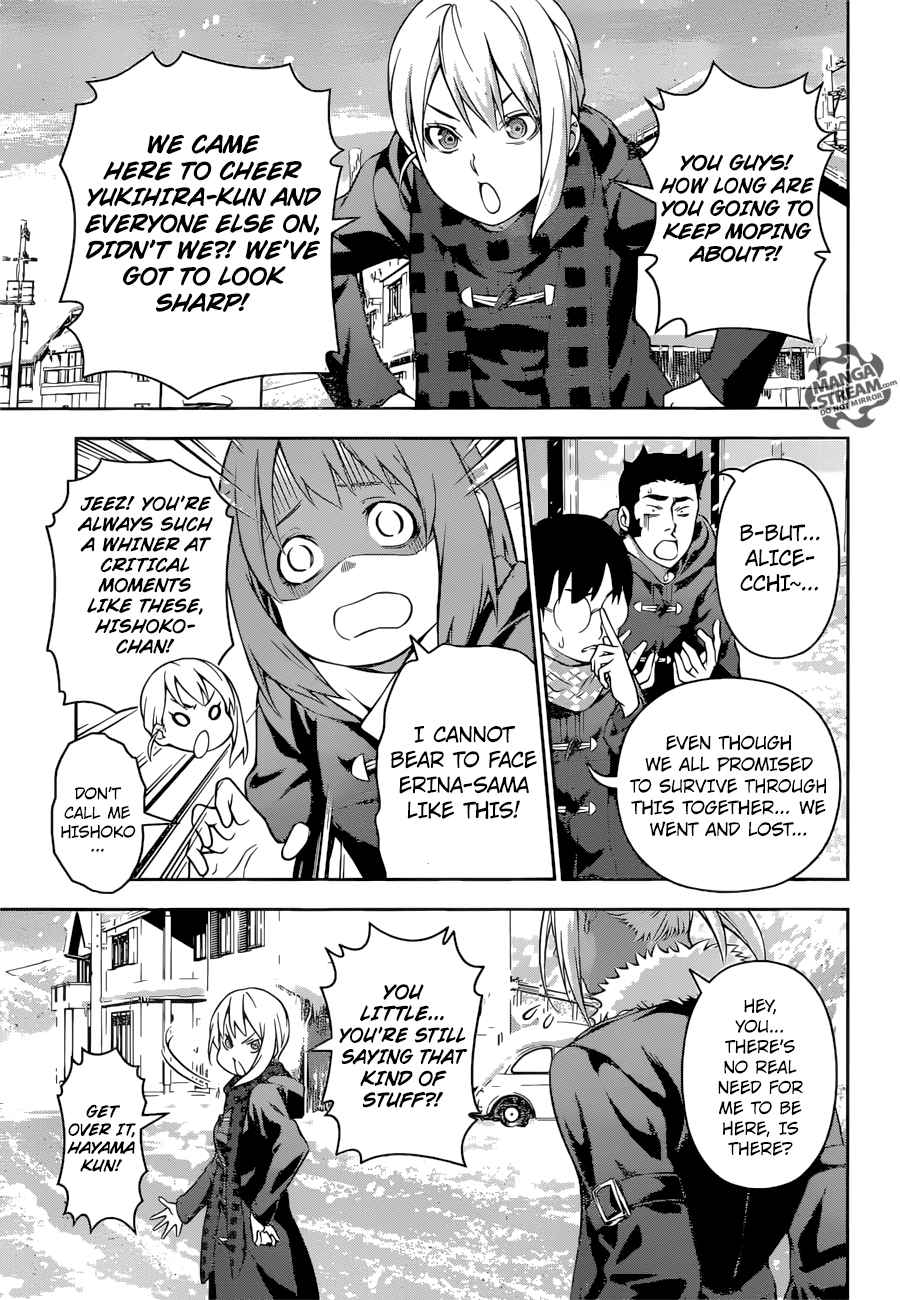 YOU GUYS!
HOW LONG ARE
YOU GOING TO
KEEP MOPING
ABOUT?!
WE CAME
HERE TO CHEER
YUKIHIRA-KUN AND
EVERYONE ELSE ON,
DIDN'T WE?! WE'VE
GOT TO LOOK
SHARP!
MANGA
STREAM.com
DO NOT MIRROR!
B-BUT...
ALICE-
CCHI~...
EVEN THOUGH
WE ALL PROMISED
TO SURVIVE THROUGH
THIS TOGETHER... WE
WENT AND LOST...
I CANNOT
BEAR TO FACE
ERINA-SAMA
LIKE THIS!
JEEZ! YOU'RE
ALWAYS SUCH
A WHINER AT
CRITICAL
MOMENTS
LIKE THESE,
HISHOKO-
CHAN!
DON'T
CALL ME
HISHOKO
...
HEY,
YOU...
THERE'S
NO REAL
NEED FOR
ME TO BE
HERE, IS
THERE?
YOU
LITTLE...
YOU'RE STILL
SAYING THAT
KIND OF
STUFF?!
GET
OVER IT,
HAYAMA
KUN!